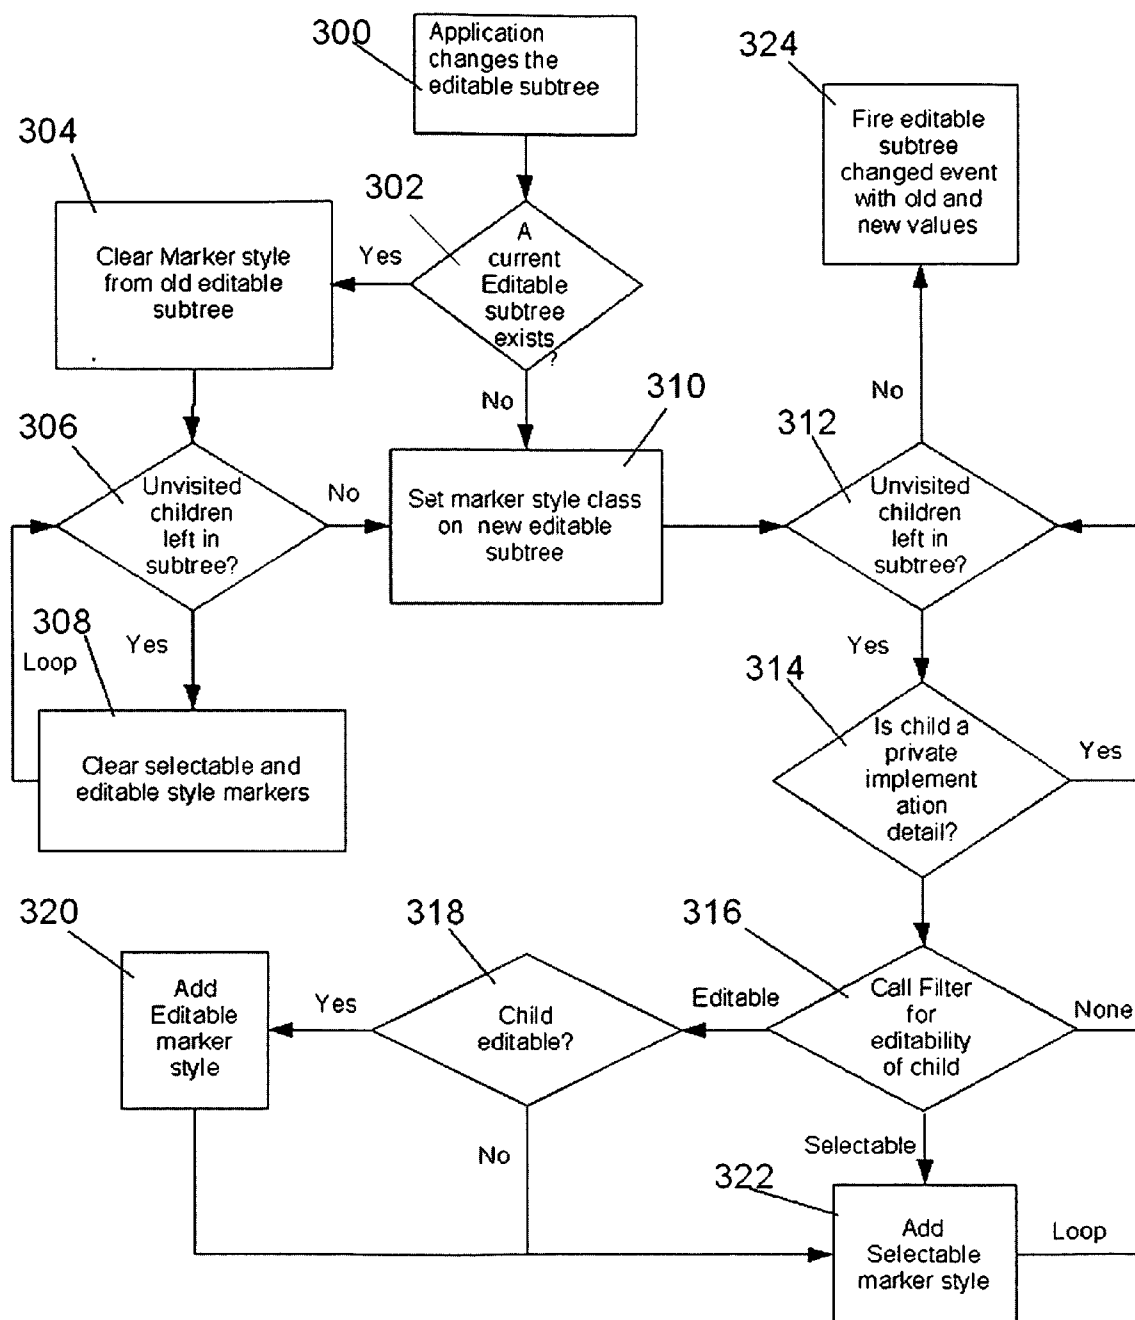 300
Application
changes the
editable subtree
324
Fire editable
subtree
changed event
with old and
new values
304
Clear Marker style
from old editable
subtree
302
Yes
A
current
Editable
subtree
exists
?
No
No
306
Unvisited
children
left in
subtree?
No
310
Set marker style class
on new editable
subtree
312
Unvisited
children
left in
subtree?
308
Loop
Yes
Clear selectable and
editable style markers
Yes
314
Is child a
private
implement
ation
detail?
Yes
320
Add
Editable
marker
style
Yes
318
Child
editable?
No
316
Editable
Call Filter
for
editability
of child
None
Selectable
322
Add
Selectable
marker style
Loop